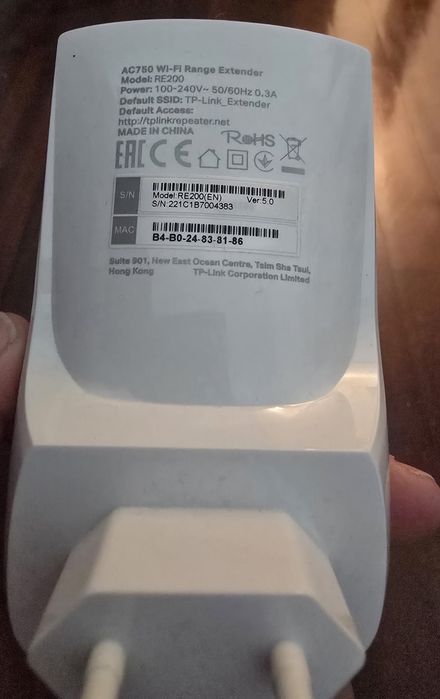 AC750 Wi-Fi Range Extender
Model: RE200
Power: 100-240V~ 50/60Hz 0.3A
Default SSID: TP-Link_Extender
Default Access:
http://tplinkrepeater.net
MADE IN CHINA
RoHS
EAC CE
S/N
Model:RE200(EN) Ver:5.0
S/N:221C1B7004383
MAC
B4-B0-24-83-81-86
Suite 901, New East Ocean Centre, Tsim Sha Tsui,
Hong Kong TP-Link Corporation Limited